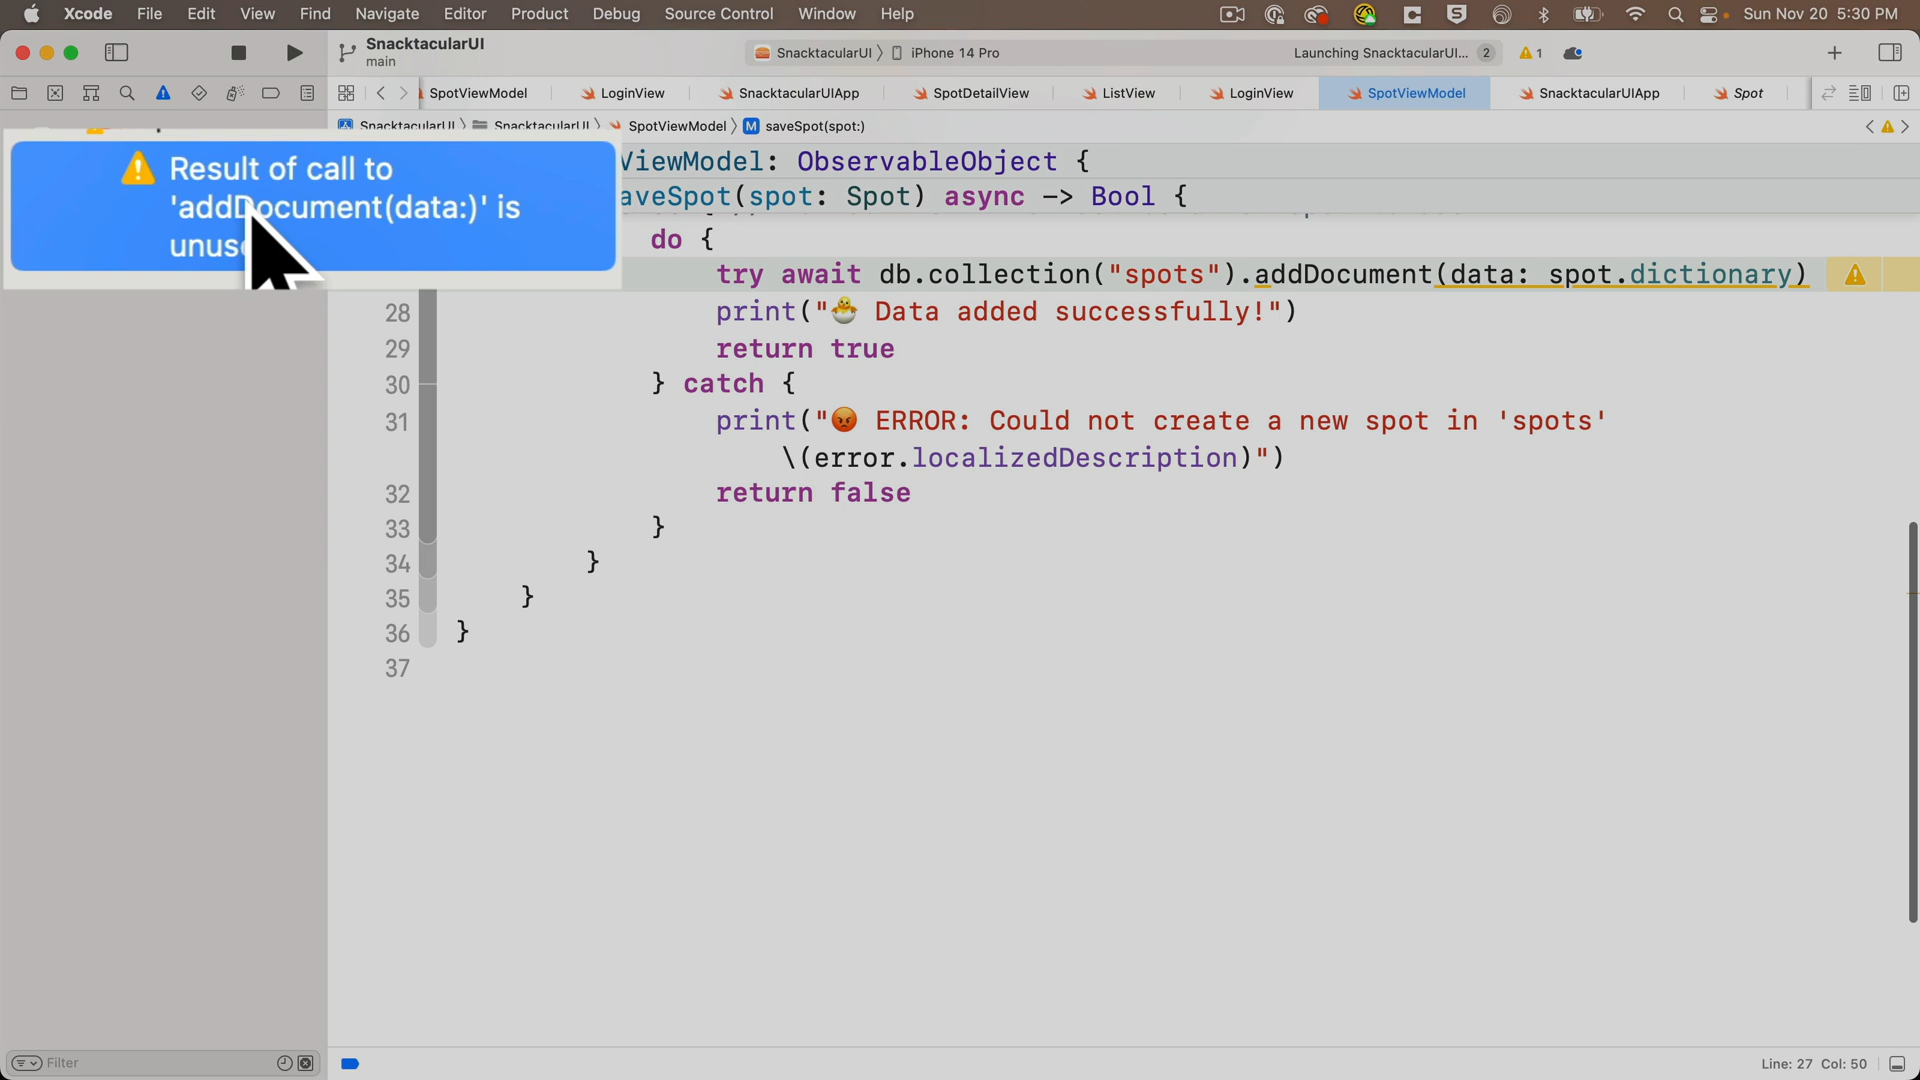 Xcode File Edit View Find Navigate Editor Product Debug Source Control Window Help Sun Nov 20 5:30 PM
SnacktacularUI
main
SnacktacularUI 〉 iPhone 14 Pro Launching SnacktacularUI... 2 1
SpotViewModel LoginView SnacktacularUIApp SpotDetailView ListView LoginView SpotViewModel SnacktacularUIApp Spot
SnacktacularUI 〉 SnacktacularUI 〉 SpotViewModel 〉 M saveSpot(spot:)
Result of call to
'addDocument(data:)' is
ViewModel: ObservableObject {
aveSpot(spot: Spot) async -> Bool {
do {
try await db.collection("spots").addDocument(data: spot.dictionary)
28 print("🐣 Data added successfully!")
29 return true
30 } catch {
31 print("😡 ERROR: Could not create a new spot in 'spots'
\(error.localizedDescription)")
32 return false
33 }
34 }
35 }
36 }
37
Filter
Line: 27 Col: 50